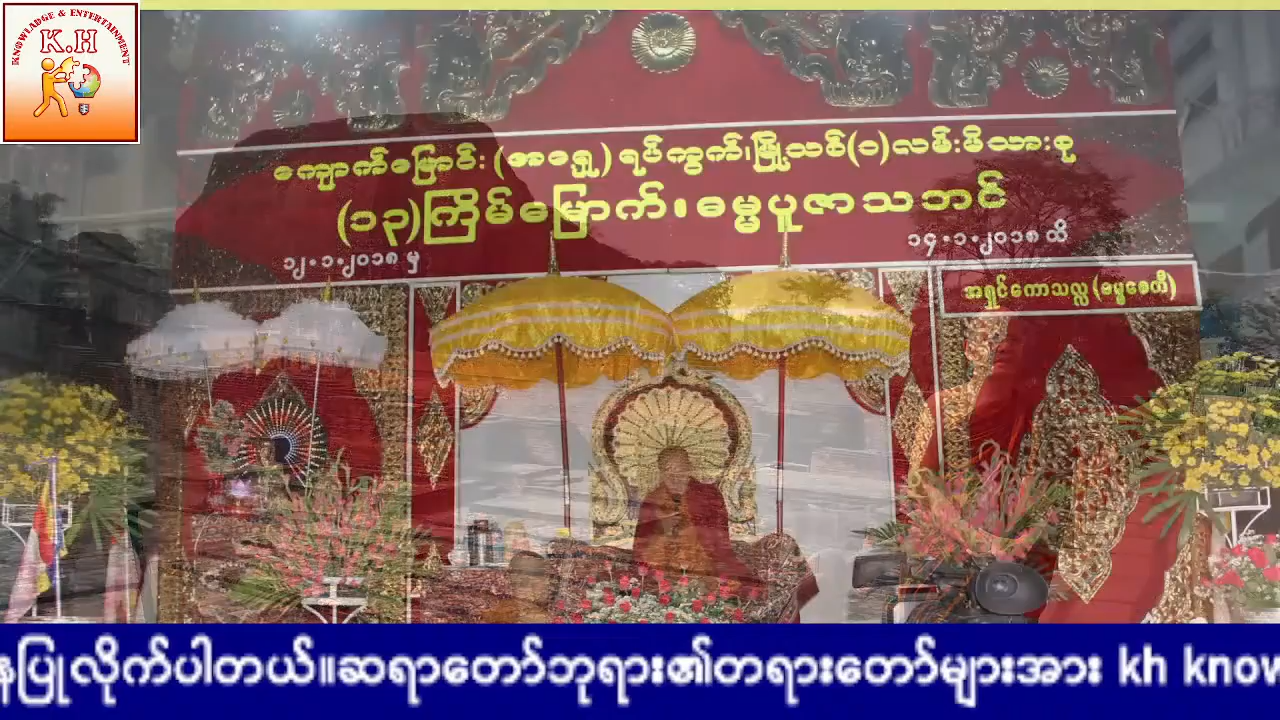 KNOWLADGE & ENTERTAINMENT
K.H
ကျောက်မြောင်း (အရှေ့) ရပ်ကွက်၊မြို့သစ်(၁)လမ်းမိသားစု
(၁၃)ကြိမ်မြောက်၊ဓမ္မပူဇာသဘင်
၁၂.၁.၂၀၁၈ မှ
၁၄.၁.၂၀၁၈ ထိ
အရှင်ကောသလ္လ (ဓမ္မစေတီ)
နပြုလိုက်ပါတယ်။ဆရာတော်ဘုရား၏တရားတော်များအား kh know